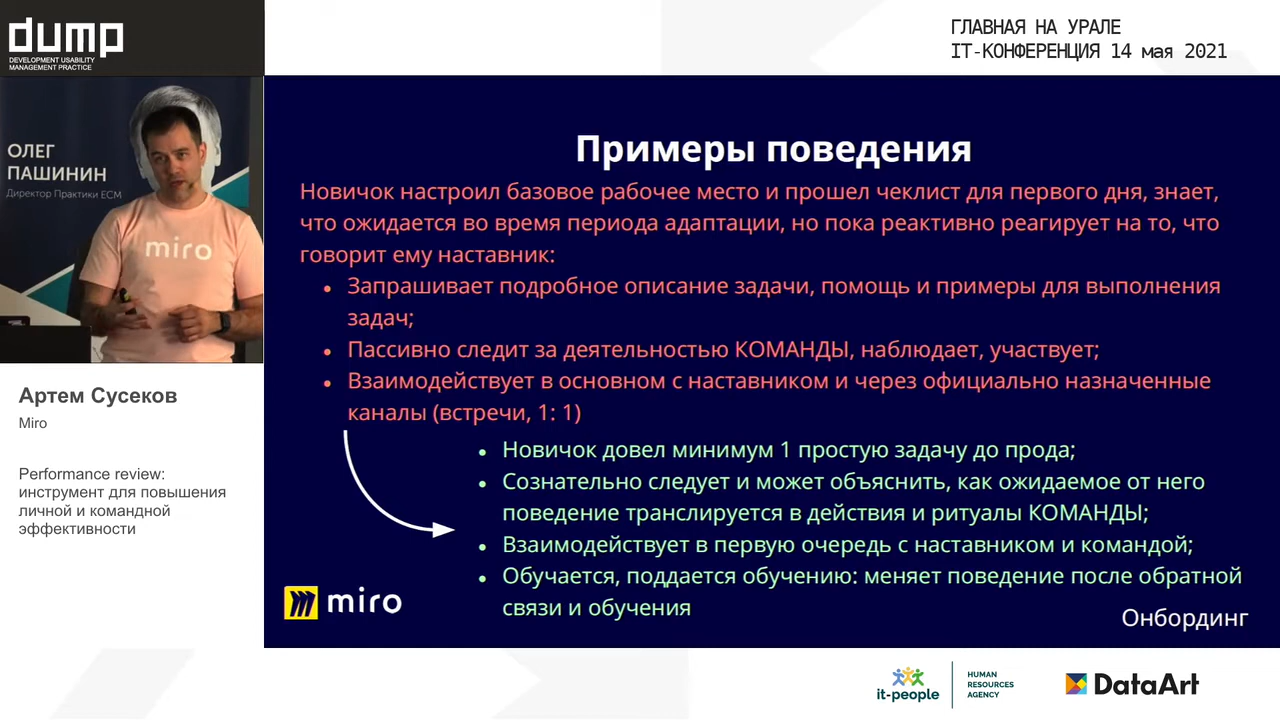 dump
DEVELOPMENT USABILITY
MANAGEMENT PRACTICE
ГЛАВНАЯ НА УРАЛЕ
IT-КОНФЕРЕНЦИЯ 14 мая 2021
ОЛЕГ
ПАШИНИН
Директор Практики ECM
miro
Артем Сусеков
Miro
Performance review:
инструмент для повышения
личной и командной
эффективности
Примеры поведения
Новичок настроил базовое рабочее место и прошел чеклист для первого дня, знает,
что ожидается во время периода адаптации, но пока реактивно реагирует на то, что
говорит ему наставник:
• Запрашивает подробное описание задачи, помощь и примеры для выполнения
задач;
• Пассивно следит за деятельностью КОМАНДЫ, наблюдает, участвует;
• Взаимодействует в основном с наставником и через официально назначенные
каналы (встречи, 1: 1)
• Новичок довел минимум 1 простую задачу до прода;
• Сознательно следует и может объяснить, как ожидаемое от него
поведение транслируется в действия и ритуалы КОМАНДЫ;
• Взаимодействует в первую очередь с наставником и командой;
• Обучается, поддается обучению: меняет поведение после обратной
связи и обучения
miro
Онбординг
it-people
HUMAN
RESOURCES
AGENCY
DataArt